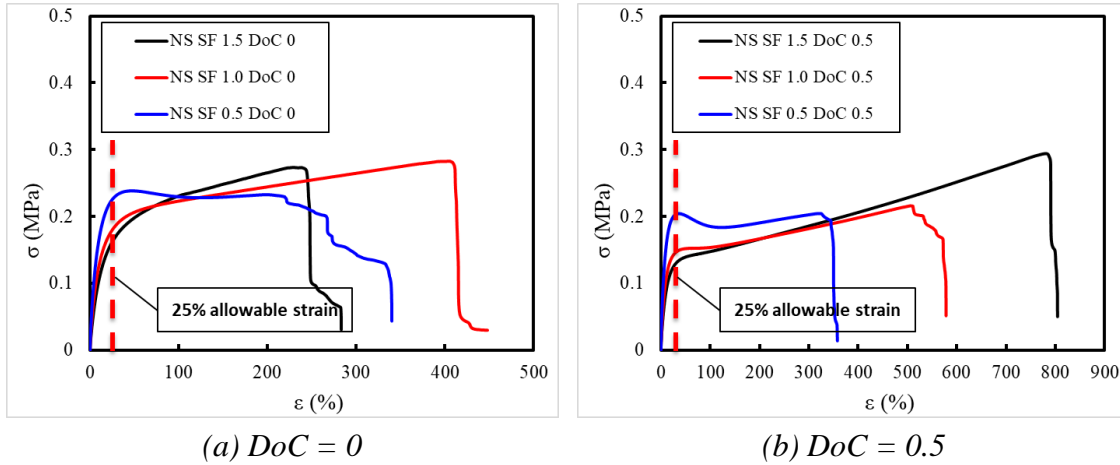 0.5
0.4
0.3
0.2
0.1
0
σ (MPa)
NS SF 1.5 DoC 0
NS SF 1.0 DoC 0
NS SF 0.5 DoC 0
25% allowable strain
0 100 200 300 400 500
ε (%)
(a) DoC = 0
0.5
0.4
0.3
0.2
0.1
0
σ (MPa)
NS SF 1.5 DoC 0.5
NS SF 1.0 DoC 0.5
NS SF 0.5 DoC 0.5
25% allowable strain
0 100 200 300 400 500 600 700 800 900
ε (%)
(b) DoC = 0.5